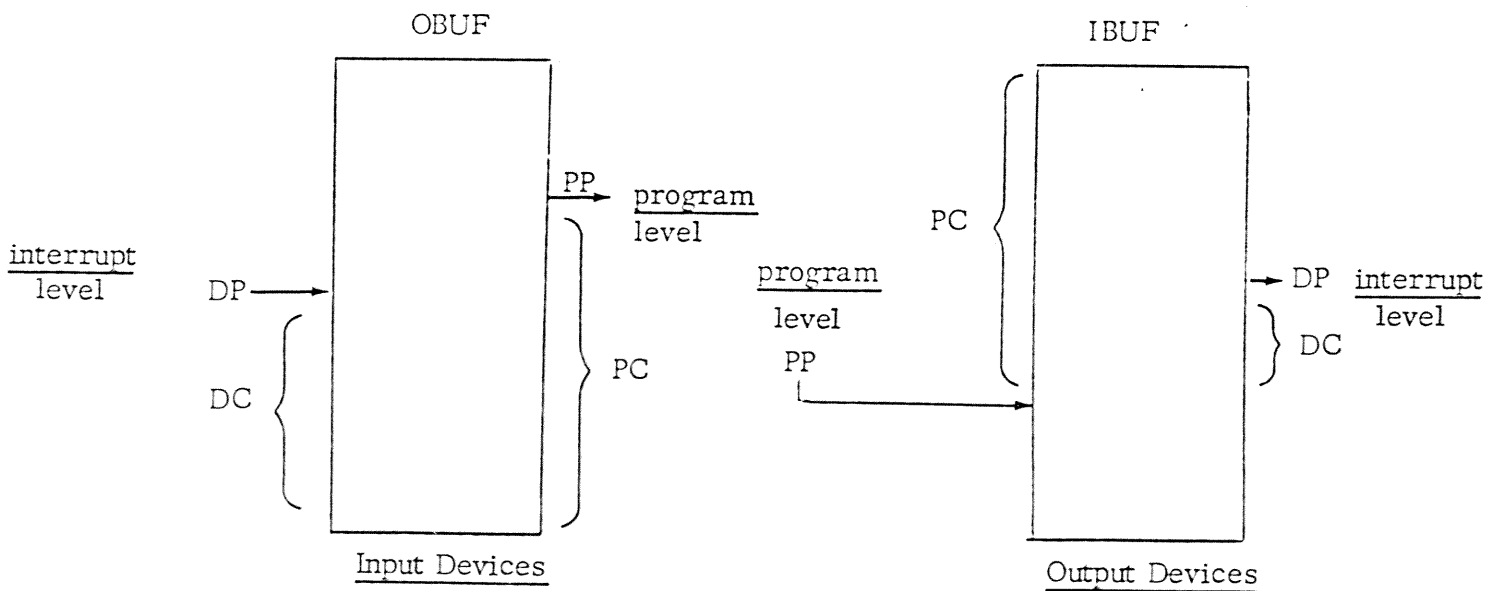 OBUF
PP
program
level
interrupt
level
DP
DC
PC
Input Devices
IBUF
PC
program
level
PP
DP
interrupt
level
DC
Output Devices